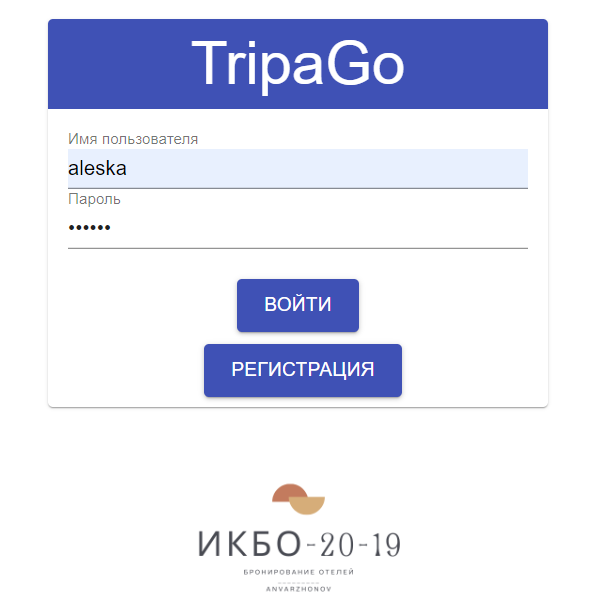 TripaGo
Имя пользователя
aleska
Пароль
••••••
ВОЙТИ
РЕГИСТРАЦИЯ
ИКБО-20-19
БРОНИРОВАНИЕ ОТЕЛЕЙ
ANVARZHONOV